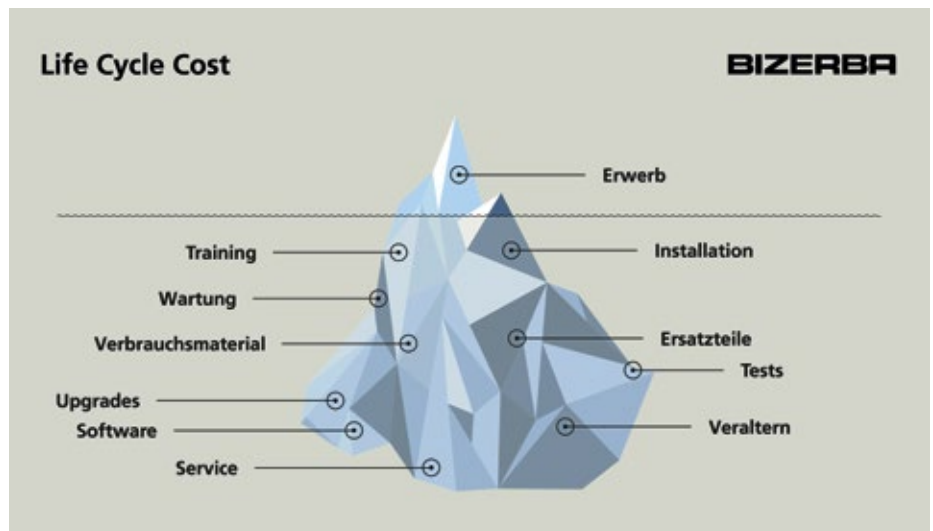 Life Cycle Cost
BIZERBA
Erwerb
Training
Installation
Wartung
Verbrauchsmaterial
Ersatzteile
Tests
Upgrades
Software
Veraltern
Service